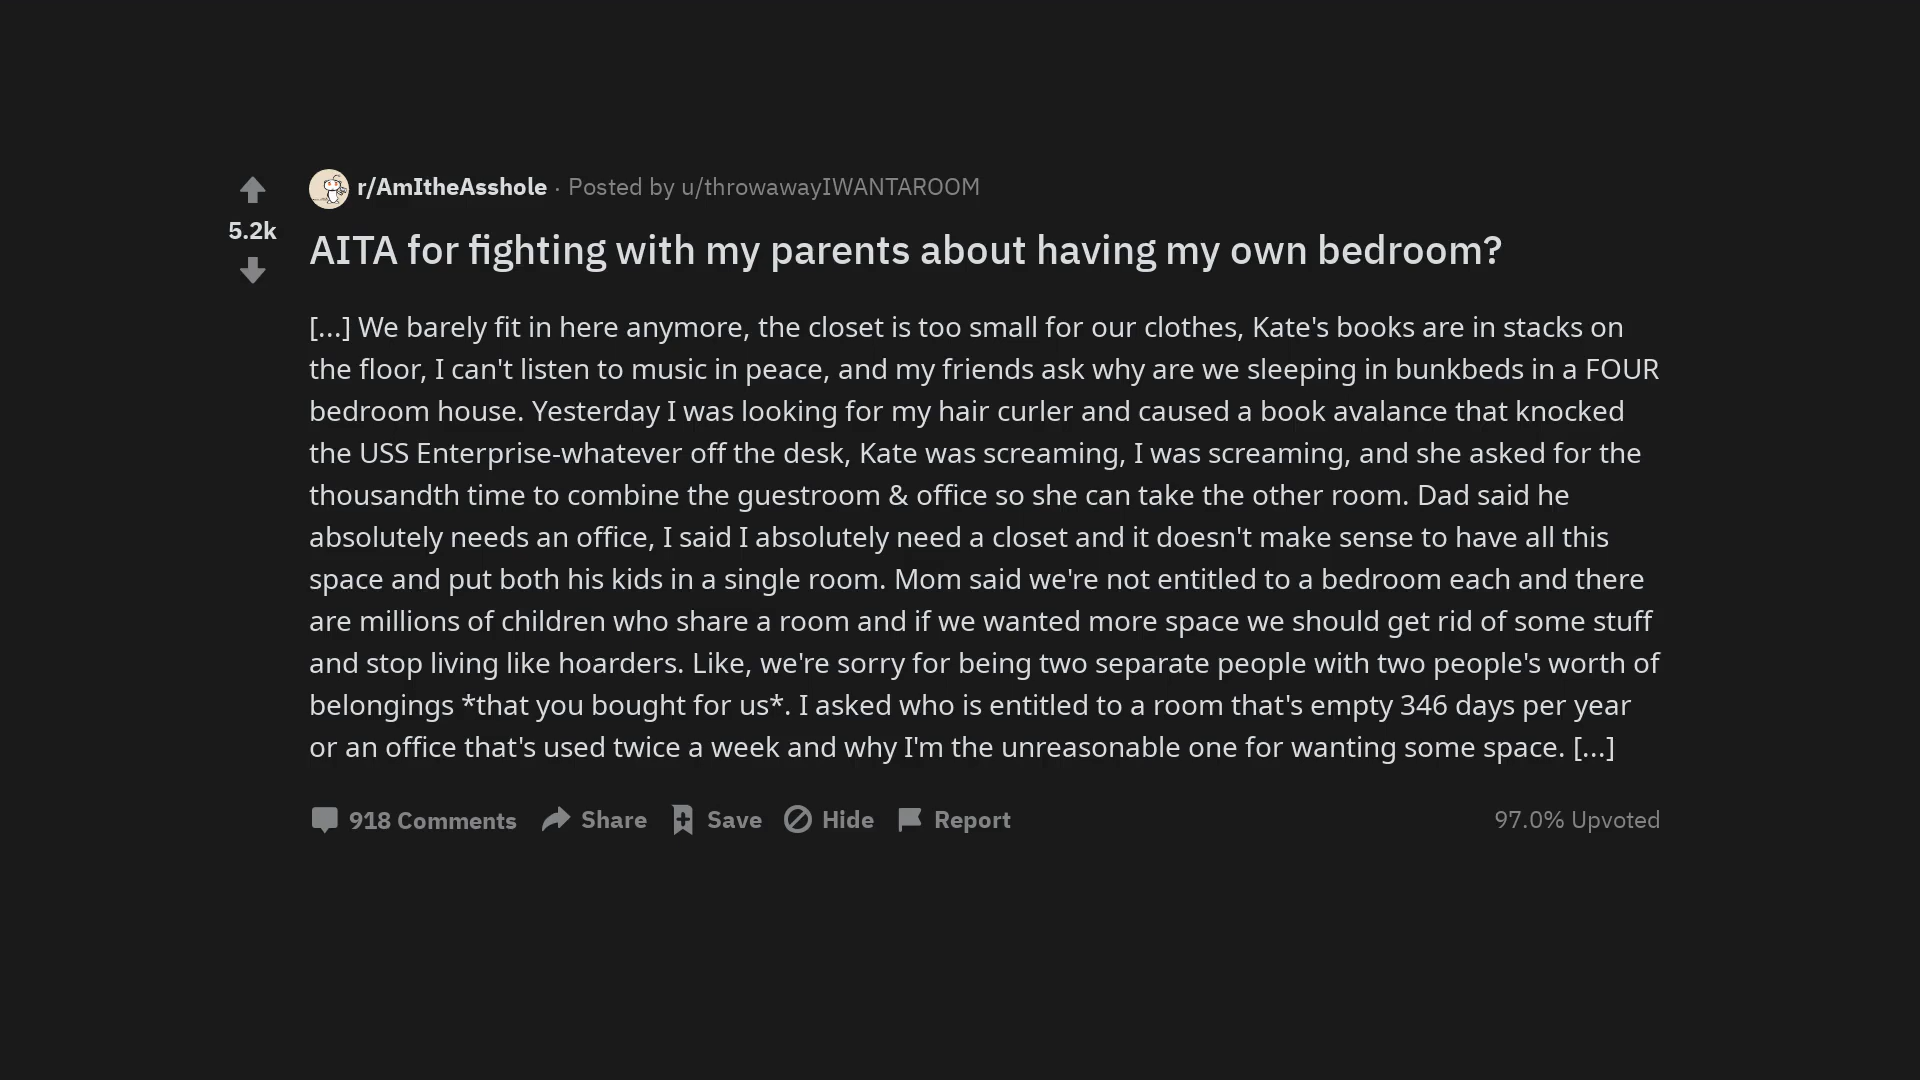 r/AmItheAsshole · Posted by u/throwawayIWANTAROOM
5.2k
AITA for fighting with my parents about having my own bedroom?
[...] We barely fit in here anymore, the closet is too small for our clothes, Kate's books are in stacks on
the floor, I can't listen to music in peace, and my friends ask why are we sleeping in bunkbeds in a FOUR
bedroom house. Yesterday I was looking for my hair curler and caused a book avalance that knocked
the USS Enterprise-whatever off the desk, Kate was screaming, I was screaming, and she asked for the
thousandth time to combine the guestroom & office so she can take the other room. Dad said he
absolutely needs an office, I said I absolutely need a closet and it doesn't make sense to have all this
space and put both his kids in a single room. Mom said we're not entitled to a bedroom each and there
are millions of children who share a room and if we wanted more space we should get rid of some stuff
and stop living like hoarders. Like, we're sorry for being two separate people with two people's worth of
belongings *that you bought for us*. I asked who is entitled to a room that's empty 346 days per year
or an office that's used twice a week and why I'm the unreasonable one for wanting some space. [...]
918 Comments Share Save Hide Report 97.0% Upvoted